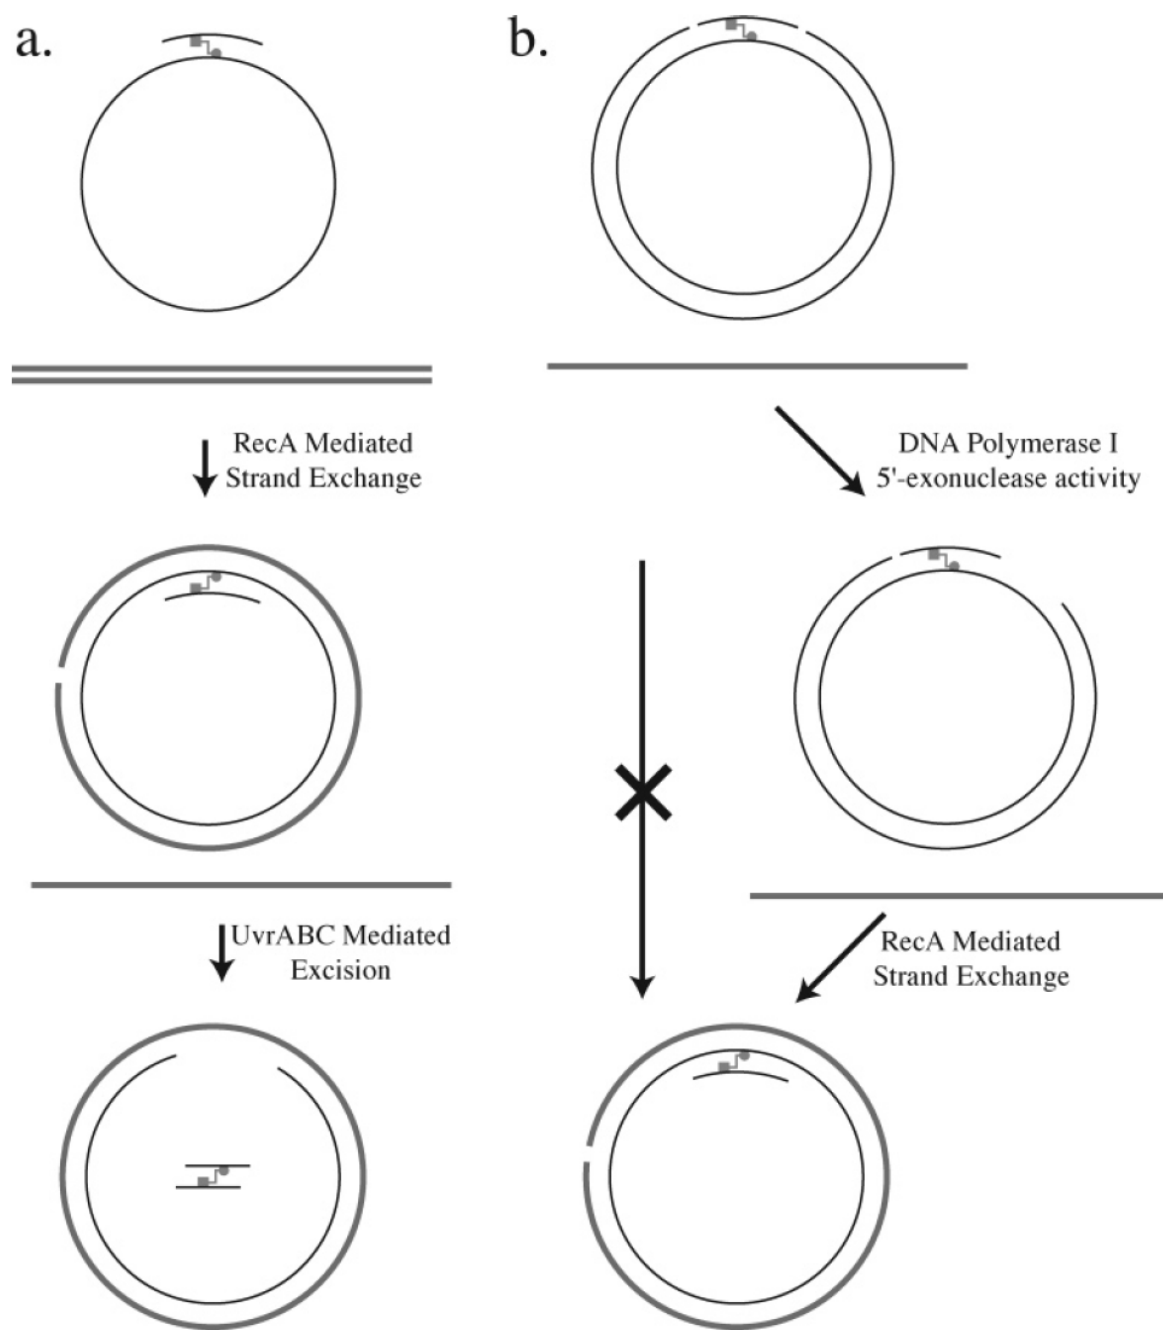 a.
RecA Mediated
Strand Exchange
UvrABC Mediated
Excision
b.
DNA Polymerase I
5'-exonuclease activity
RecA Mediated
Strand Exchange